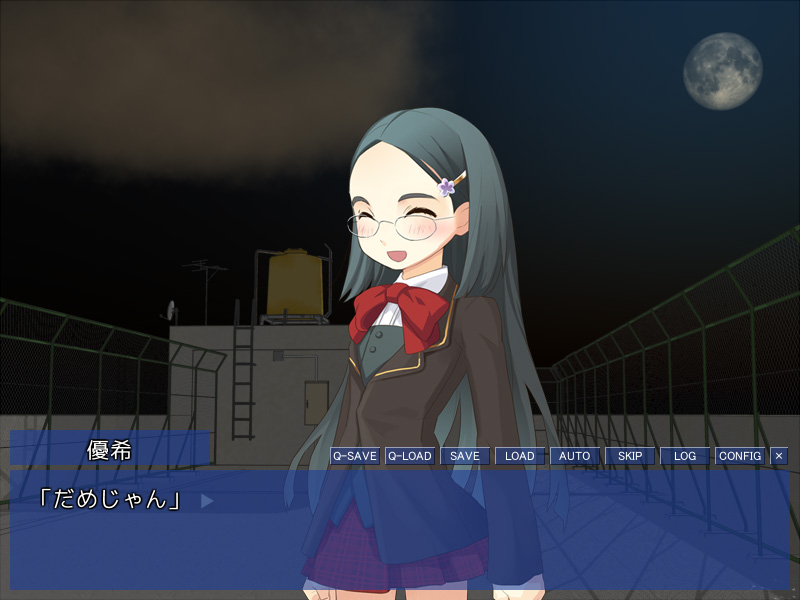 優希
Q-SAVE Q-LOAD SAVE LOAD AUTO SKIP LOG CONFIG ×
「だめじゃん」